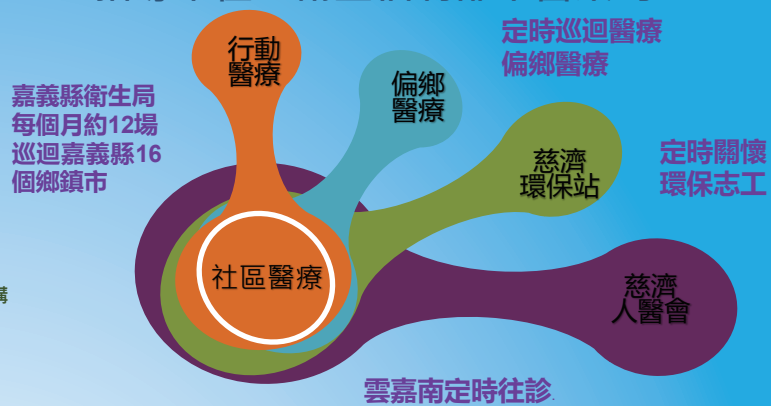 定時巡迴醫療
偏鄉醫療
行動
醫療
偏鄉
醫療
嘉義縣衛生局
每個月約12場
巡迴嘉義縣16
個鄉鎮市
慈濟
環保站
定時關懷
環保志工
社區醫療
慈濟
人醫會
雲嘉南定時往診.